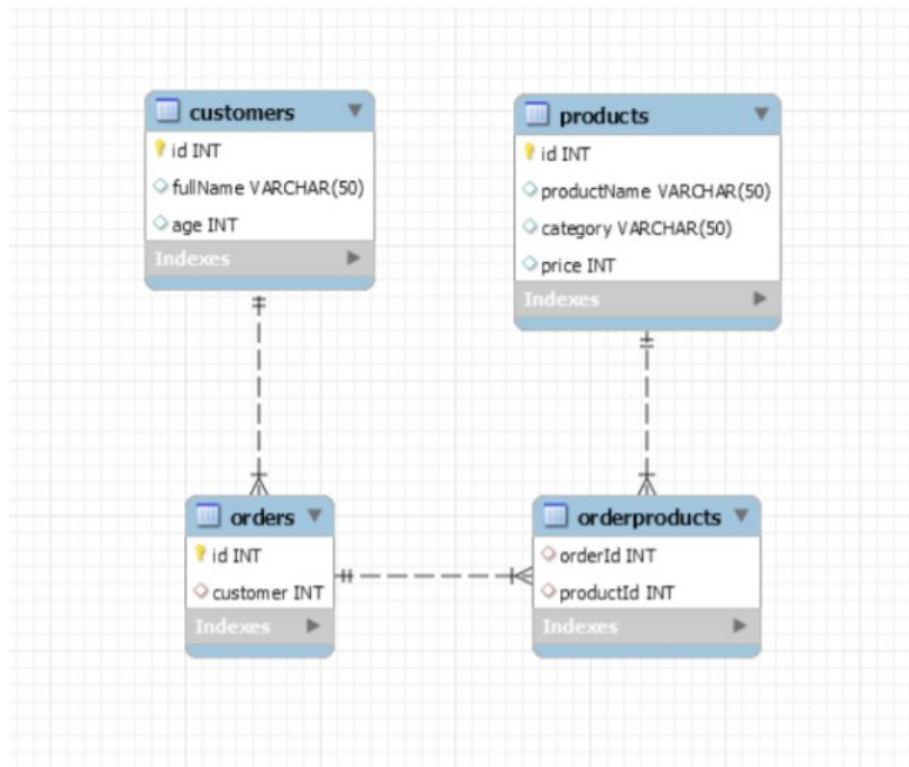 customers
id INT
fullName VARCHAR(50)
age INT
Indexes
products
id INT
productName VARCHAR(50)
category VARCHAR(50)
price INT
Indexes
orders
id INT
customer INT
Indexes
orderproducts
orderId INT
productId INT
Indexes